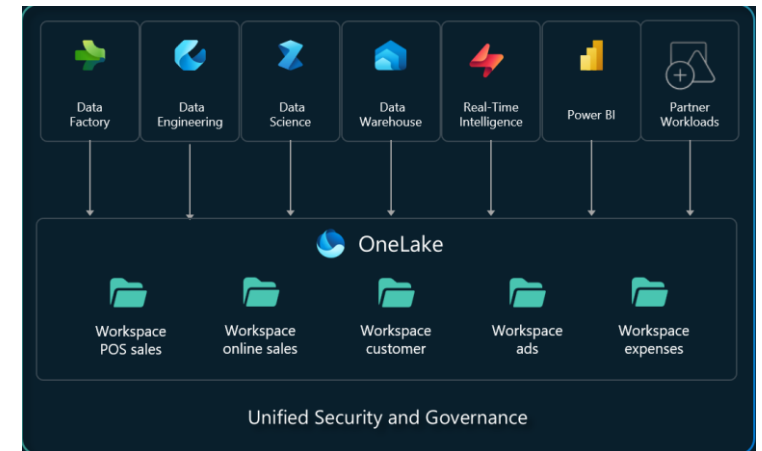 Data
Factory
Data
Engineering
Data
Science
Data
Warehouse
Real-Time
Intelligence
Power BI
Partner
Workloads
OneLake
Workspace
POS sales
Workspace
online sales
Workspace
customer
Workspace
ads
Workspace
expenses
Unified Security and Governance